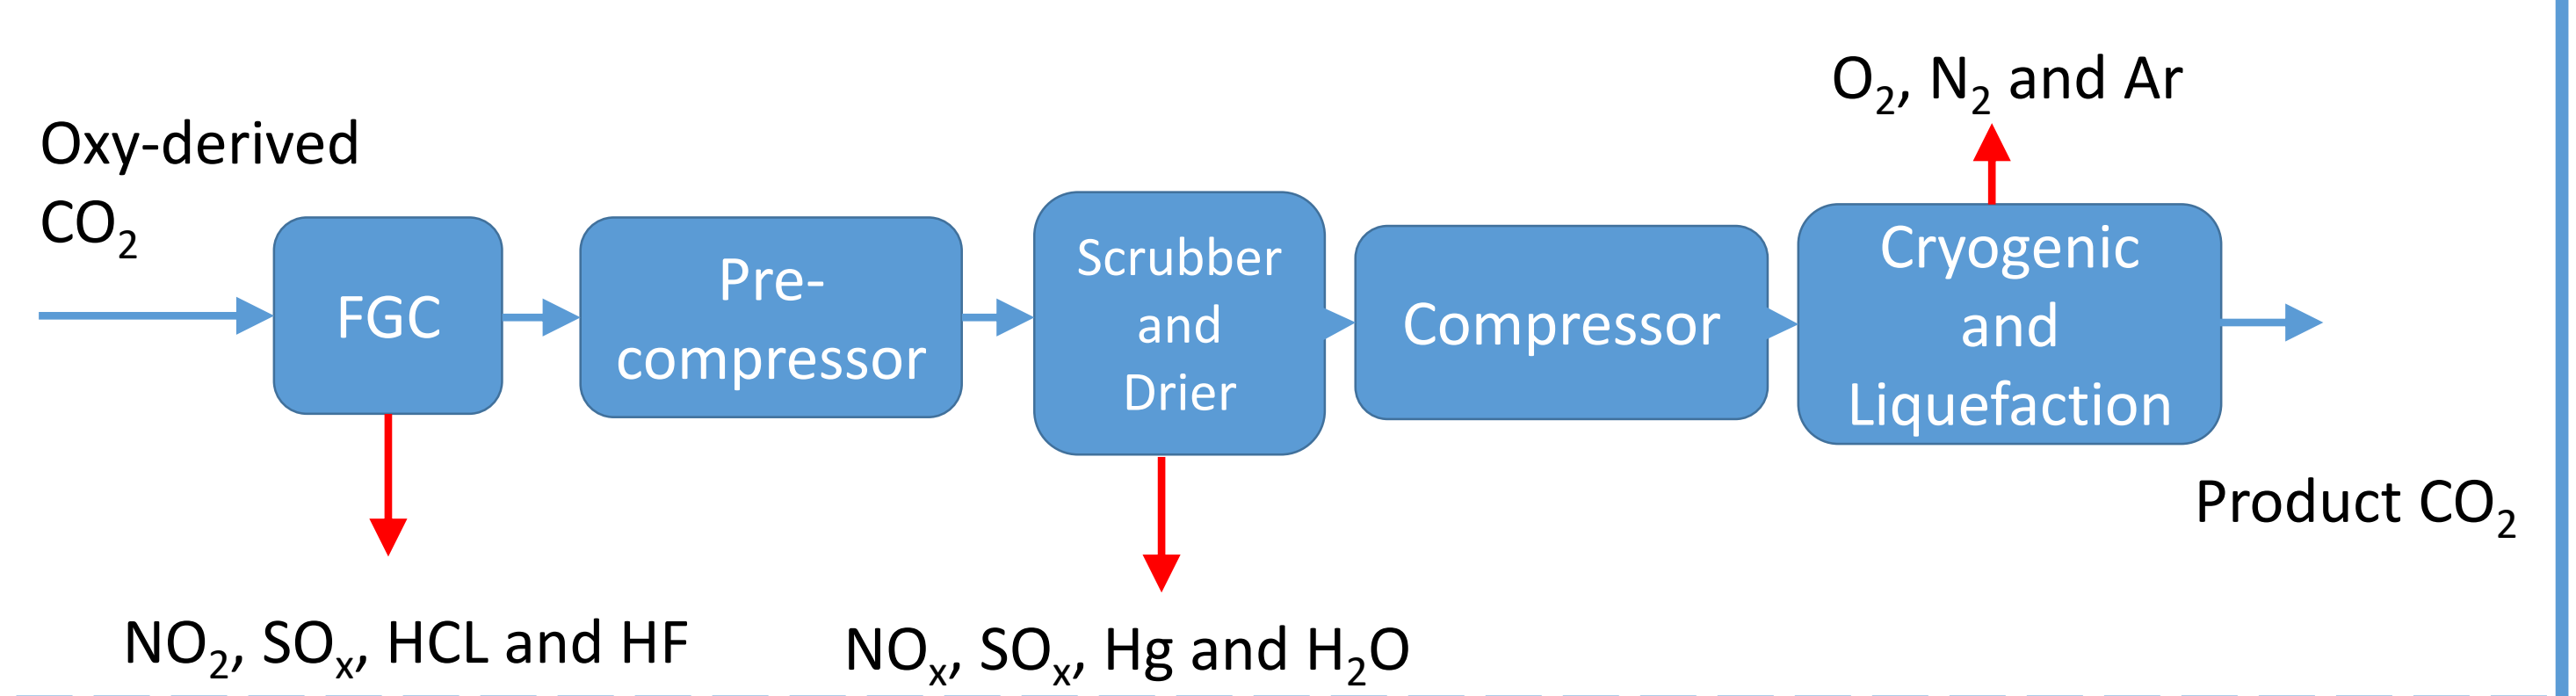 Oxy-derived
CO₂
FGC
NO₂, SOₓ, HCL and HF
Pre-
compressor
Scrubber
and
Drier
NOₓ, SOₓ, Hg and H₂O
Compressor
O₂, N₂ and Ar
Cryogenic
and
Liquefaction
Product CO₂